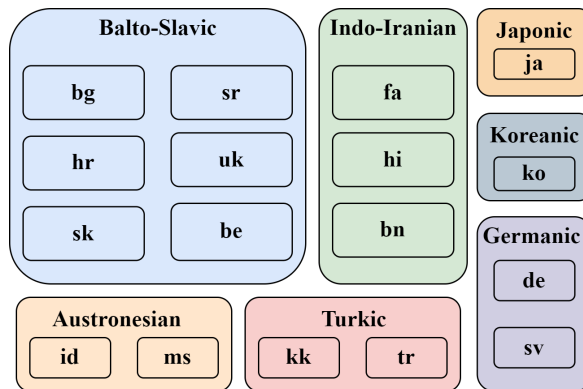 Balto-Slavic
bg
sr
hr
uk
sk
be
Indo-Iranian
fa
hi
bn
Japonic
ja
Koreanic
ko
Germanic
de
sv
Austronesian
id
ms
Turkic
kk
tr